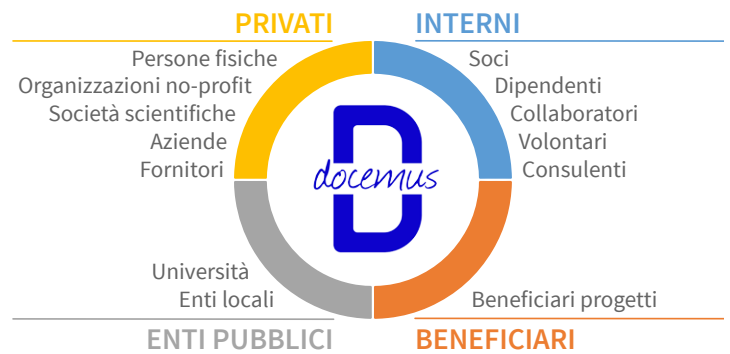 PRIVATI
Persone fisiche
Organizzazioni no-profit
Società scientifiche
Aziende
Fornitori
INTERNI
Soci
Dipendenti
Collaboratori
Volontari
Consulenti
docemus
Università
Enti locali
ENTI PUBBLICI
Beneficiari progetti
BENEFICIARI